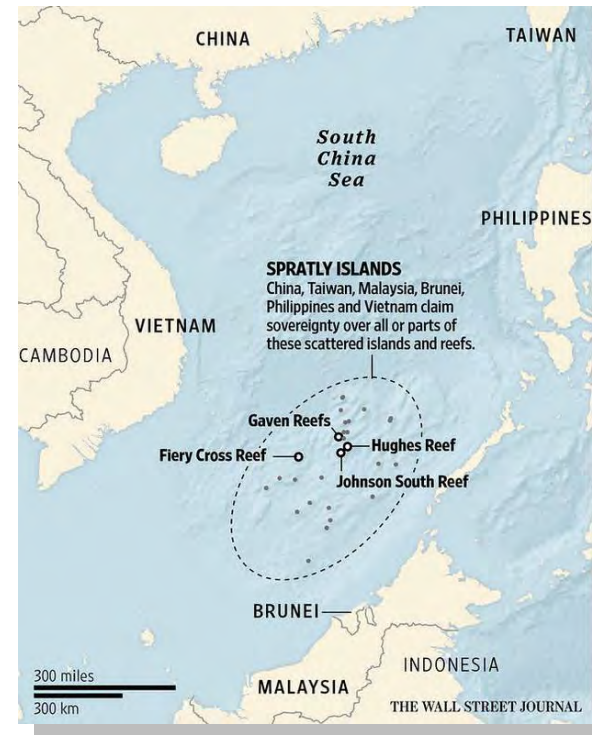 CHINA
TAIWAN
South
China
Sea
PHILIPPINES
SPRATLY ISLANDS
China, Taiwan, Malaysia, Brunei,
Philippines and Vietnam claim
sovereignty over all or parts of
these scattered islands and reefs.
VIETNAM
CAMBODIA
Gaven Reefs
Hughes Reef
Fiery Cross Reef
Johnson South Reef
BRUNEI
INDONESIA
MALAYSIA
300 miles
300 km
THE WALL STREET JOURNAL